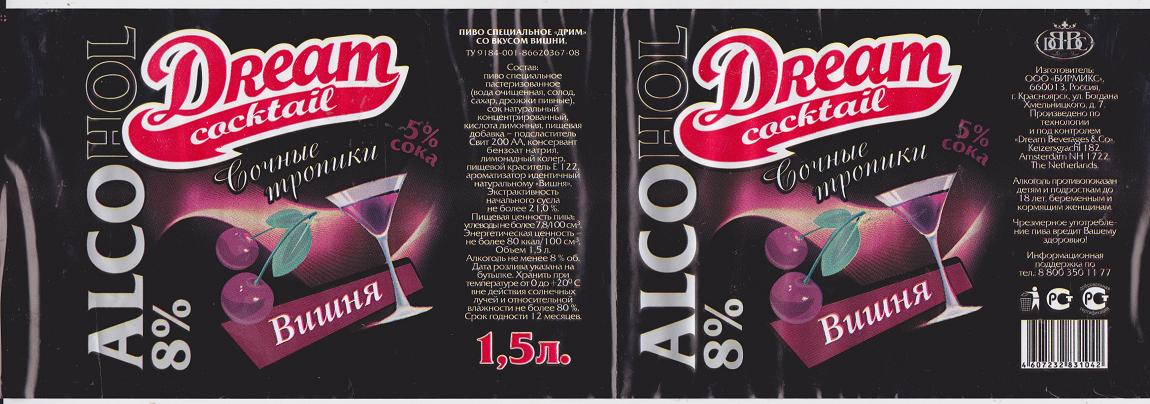 ALCOHOL
8%
Dream
cocktail
5%
сока
Сочные
тропики
Вишня
ПИВО СПЕЦИАЛЬНОЕ «ДРИМ»
СО ВКУСОМ ВИШНИ.
ТУ 9184-001-86620367-08
Состав:
пиво специальное
пастеризованное
(вода очищенная, солод,
сахар, дрожжи пивные),
сок натуральный
концентрированный,
кислота лимонная, пищевая
добавка – подсластитель
Свит 200 АА, консервант
бензоат натрия,
лимонадный колер,
пищевой краситель Е 122,
ароматизатор идентичный
натуральному «Вишня».
Экстрактивность
начального сусла
не более 21,0 %.
Пищевая ценность пива:
углеводы не более 7,8/100 см³.
Энергетическая ценность –
не более 80 ккал/100 см³.
Объем 1,5 л.
Алкоголь не менее 8 % об.
Дата розлива указана на
бутылке. Хранить при
температуре от 0 до +20⁰ С
вне действия солнечных
лучей и относительной
влажности не более 80 %.
Срок годности 12 месяцев.
1,5л.
ALCOHOL
8%
Dream
cocktail
5%
сока
Сочные
тропики
Вишня
Изготовитель:
ООО «БИРМИКС»,
660013, Россия,
г. Красноярск, ул. Богдана
Хмельницкого, д. 7.
Произведено по
технологии
и под контролем
«Dream Beverages & Co»
Keizersgracht 182,
Amsterdam NH 1722,
The Netherlands.
Алкоголь противопоказан
детям и подросткам до
18 лет, беременным и
кормящим женщинам.
Чрезмерное употребле-
ние пива вредит Вашему
здоровью!
Информационная
поддержка по
тел.: 8 800 350 11 77
4 607232 831042